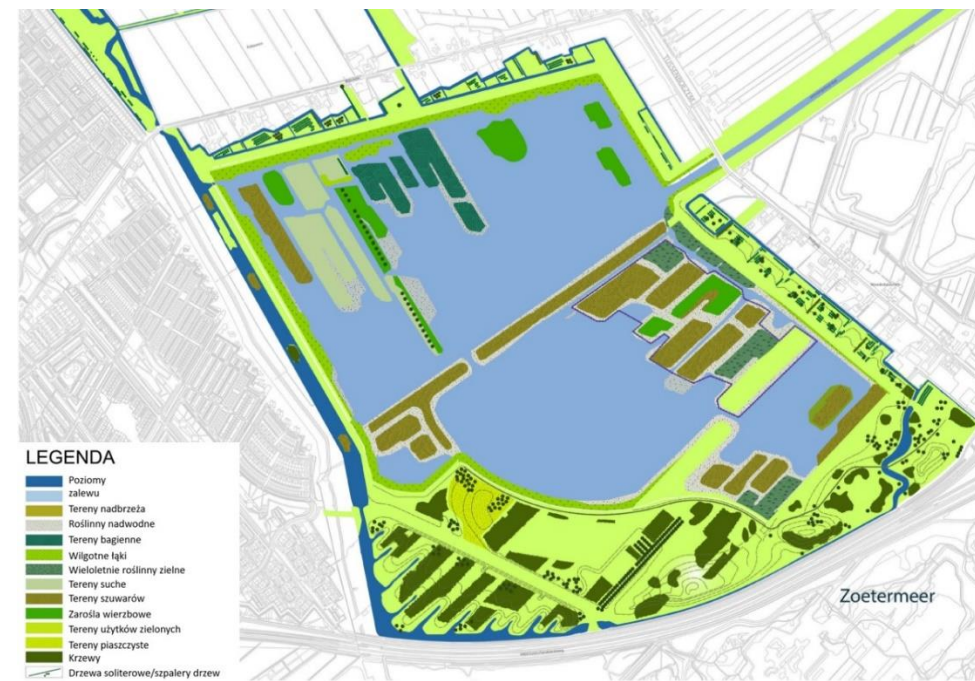 Zoetermeer
LEGENDA
Poziomy
zalewu
Tereny nadbrzeża
Roślinny nadwodne
Tereny bagienne
Wilgotne łąki
Wieloletnie roślinny zielne
Tereny suche
Tereny szuwarów
Zarośla wierzbowe
Tereny użytków zielonych
Tereny piaszczyste
Krzewy
Drzewa soliterowe/szpalery drzew